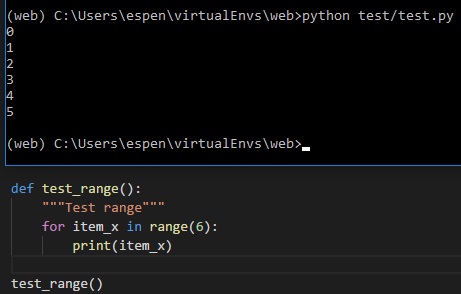 (web) C:\Users\espen\virtualEnvs\web>python test/test.py
0
1
2
3
4
5
(web) C:\Users\espen\virtualEnvs\web>
def test_range():
    """Test range"""
    for item_x in range(6):
        print(item_x)
test_range()